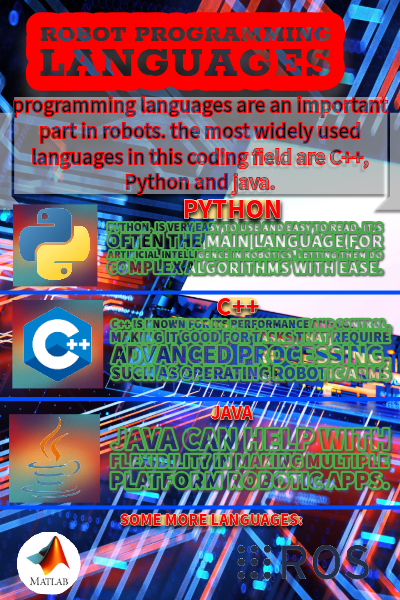 ROBOT PROGRAMMING
LANGUAGES
programming languages are an important
part in robots. the most widely used
languages in this coding field are C++,
Python and java.
PYTHON
PYTHON, IS VERY EASY TO USE AND EASY TO READ. IT'S
OFTEN THE MAIN LANGUAGE FOR
ARTIFICIAL INTELLIGENCE IN ROBOTICS, LETTING THEM DO
COMPLEX ALGORITHMS WITH EASE.
C++
C++ IS KNOWN FOR ITS PERFORMANCE AND CONTROL,
MAKING IT GOOD FOR TASKS THAT REQUIRE
ADVANCED PROCESSING,
SUCH AS OPERATING ROBOTIC ARMS
C++
JAVA
JAVA CAN HELP WITH
FLEXIBILITY IN MAKING MULTIPLE
PLATFORM ROBOTIC APPS.
SOME MORE LANGUAGES:
MATLAB
ROS